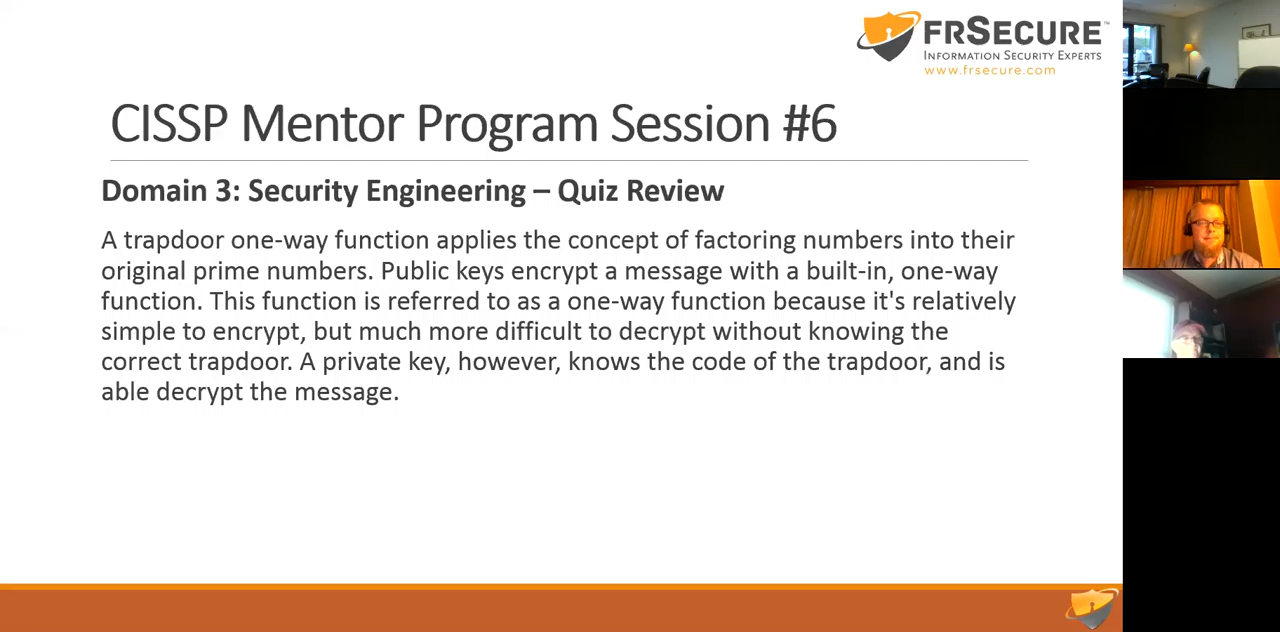 FRSECURE™
INFORMATION SECURITY EXPERTS
www.frsecure.com
CISSP Mentor Program Session #6
Domain 3: Security Engineering – Quiz Review
A trapdoor one-way function applies the concept of factoring numbers into their
original prime numbers. Public keys encrypt a message with a built-in, one-way
function. This function is referred to as a one-way function because it's relatively
simple to encrypt, but much more difficult to decrypt without knowing the
correct trapdoor. A private key, however, knows the code of the trapdoor, and is
able decrypt the message.